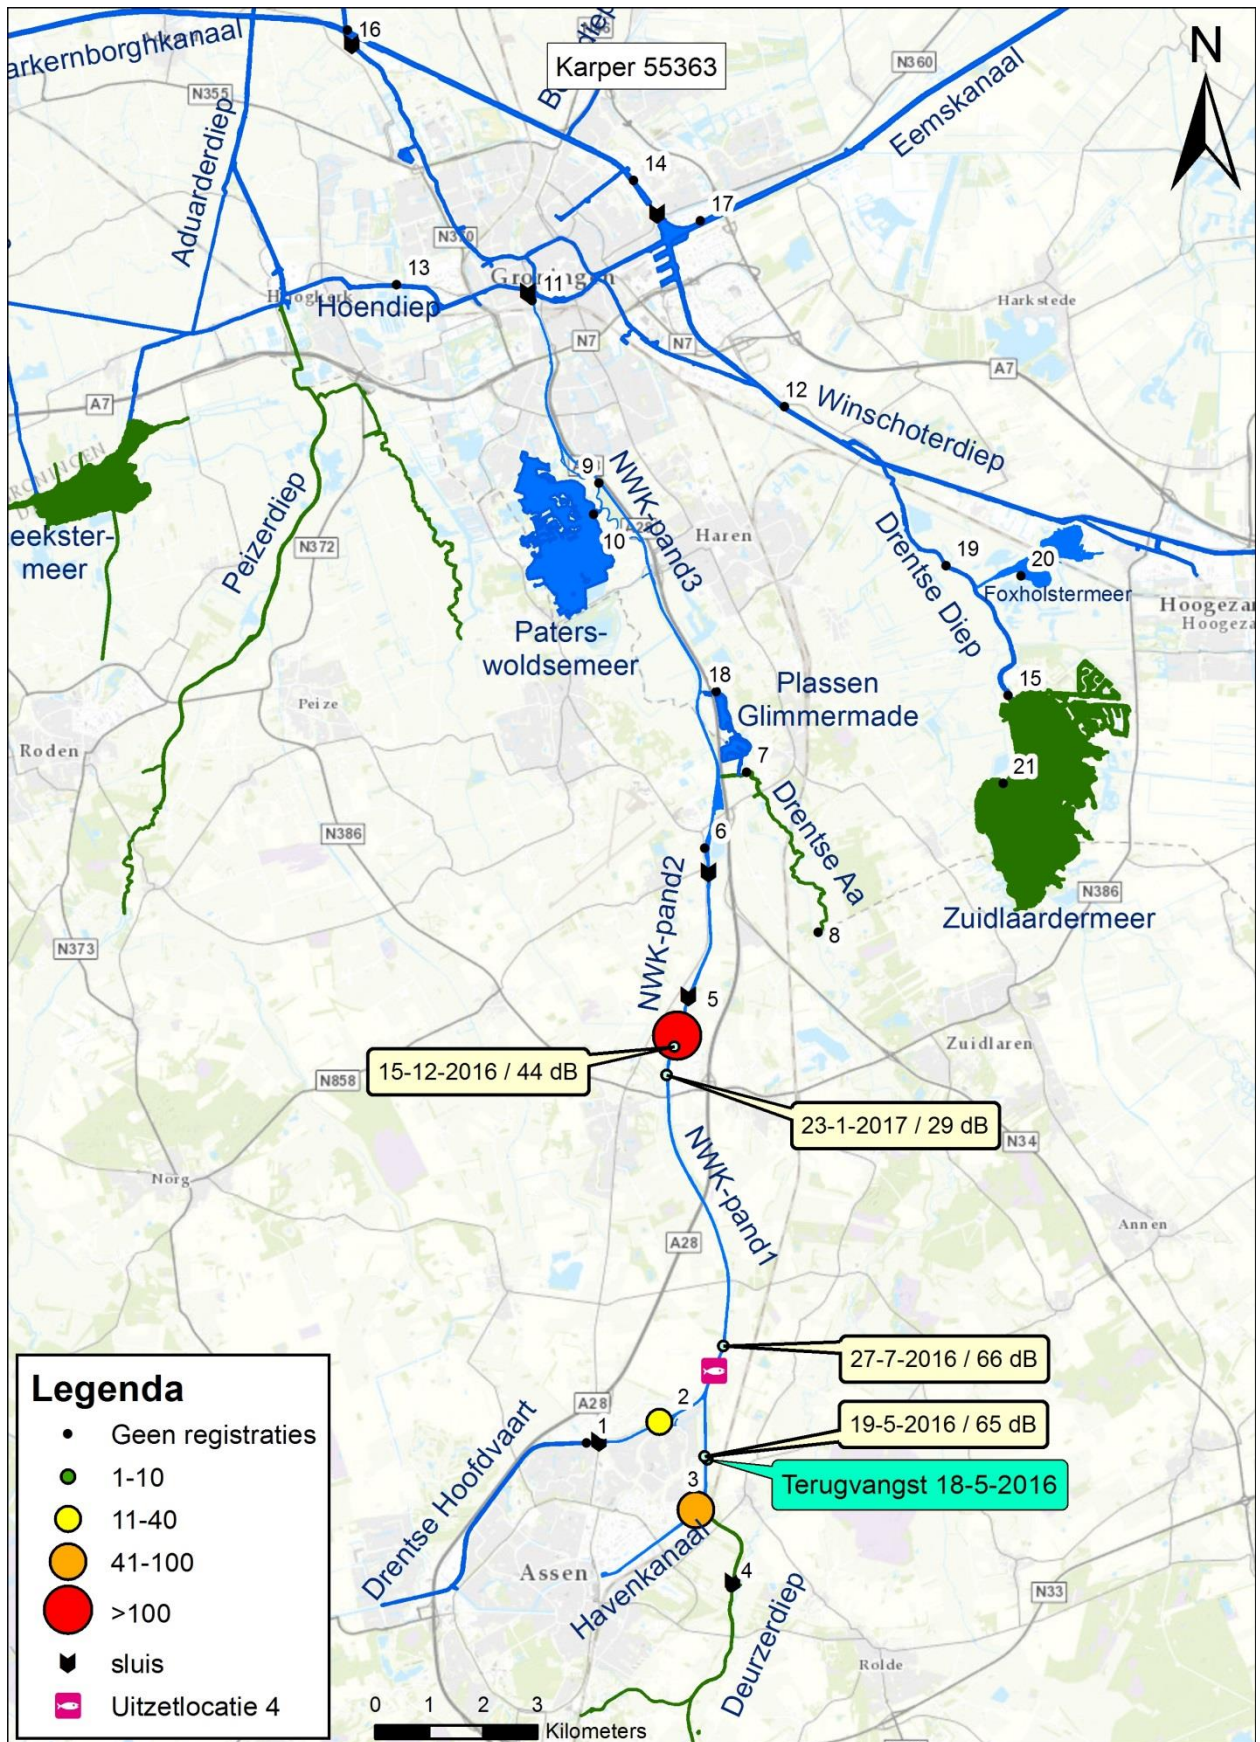 16
Karper 55363
N
arkernborghkanaal
N360
N355
Eemskanaal
Aduarderdiep
14
17
N370
13
Groningen
11
Hoogkerk
Hoendiep
Harkstede
N7
N7
A7
A7
12
Winschoterdiep
9
NWK-pand3
A28
10
Haren
Peizerdiep
N372
eekster-
meer
Drentse Diep
19
20
Foxholstermeer
Hoogezan
Hoogeza
Paters-
woldsemeer
18
Plassen
Glimmermade
15
Peize
Roden
7
21
Drentse Aa
N386
6
NWK-pand2
N386
Zuidlaardermeer
8
N373
5
Zuidlaren
15-12-2016 / 44 dB
N858
23-1-2017 / 29 dB
N34
NWK-pand1
Norg
Annen
A28
27-7-2016 / 66 dB
Legenda
Geen registraties
1-10
11-40
41-100
>100
sluis
Uitzetlocatie 4
A28
2
1
19-5-2016 / 65 dB
Drentse Hoofdvaart
3
Terugvangst 18-5-2016
Assen
Havenkanaal
4
N33
Deurzerdiep
Rolde
0 1 2 3
Kilometers